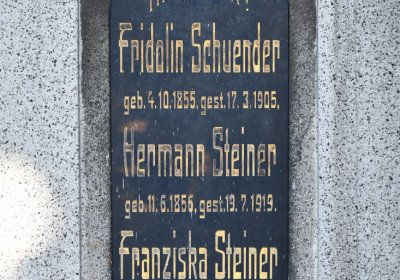 Fridolin Schuender
geb. 4.10.1855, gest. 17.3.1905.
Hermann Steiner
geb. 11.6.1856, gest. 19.7.1919.
Franziska Steiner